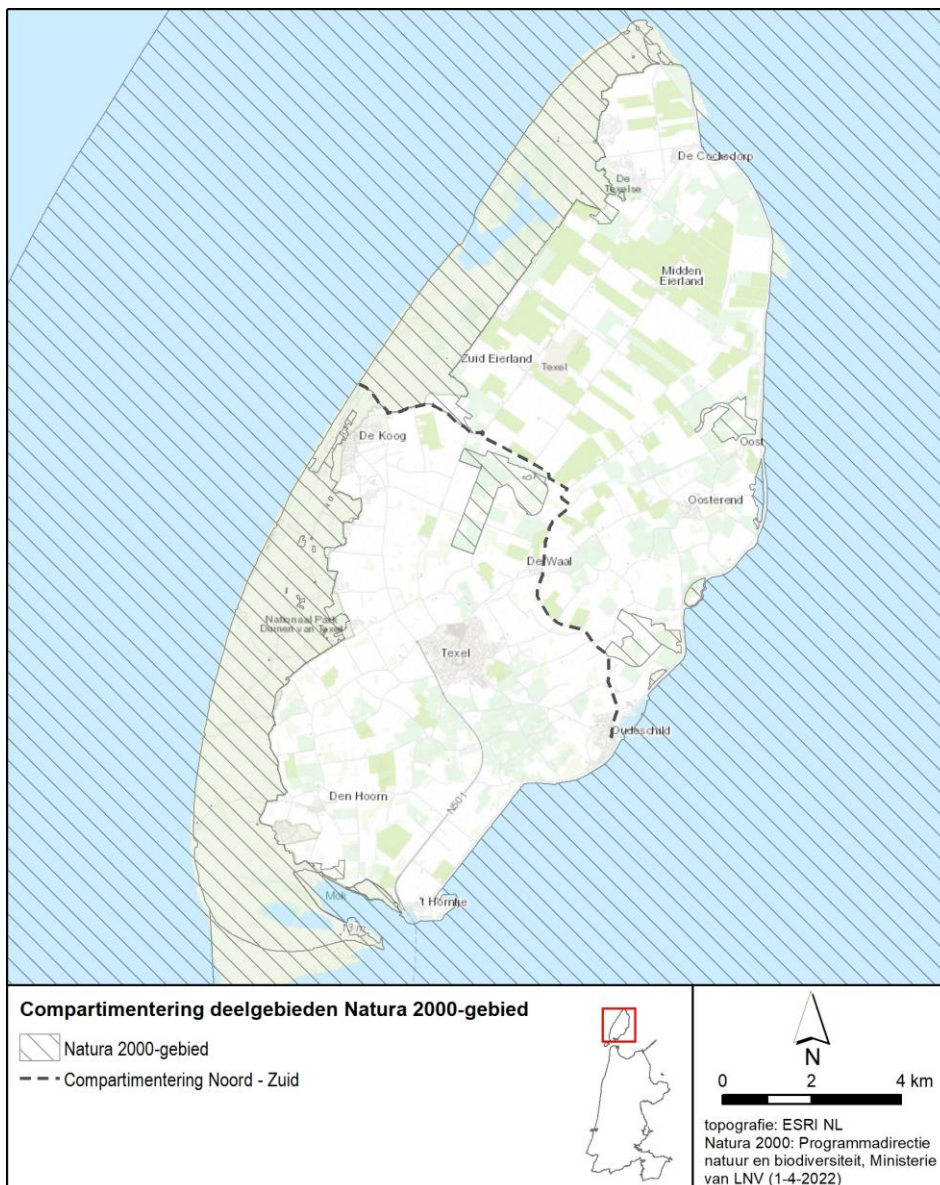 De Cocksdorp
De
Texelse
Midden
Eierland
Zuid Eierland
Texel
De Koog
Oost
Oosterend
De Waal
Nationaal Park
Duinen van Texel
Texel
Oudeschild
Den Hoorn
N501
Mok
't Horntje
13 m
Compartimentering deelgebieden Natura 2000-gebied
Natura 2000-gebied
Compartimentering Noord - Zuid
N
0 2 4 km
topografie: ESRI NL
Natura 2000: Programmadirectie
natuur en biodiversiteit, Ministerie
van LNV (1-4-2022)